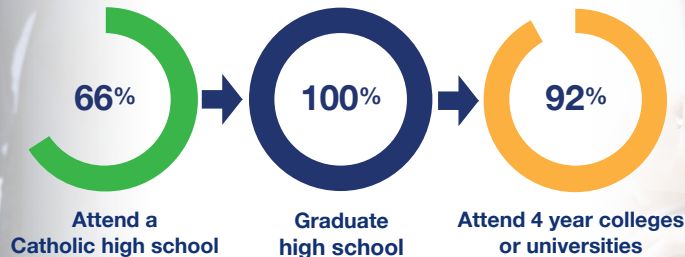 66%
100%
92%
Attend a
Catholic high school
Graduate
high school
Attend 4 year colleges
or universities